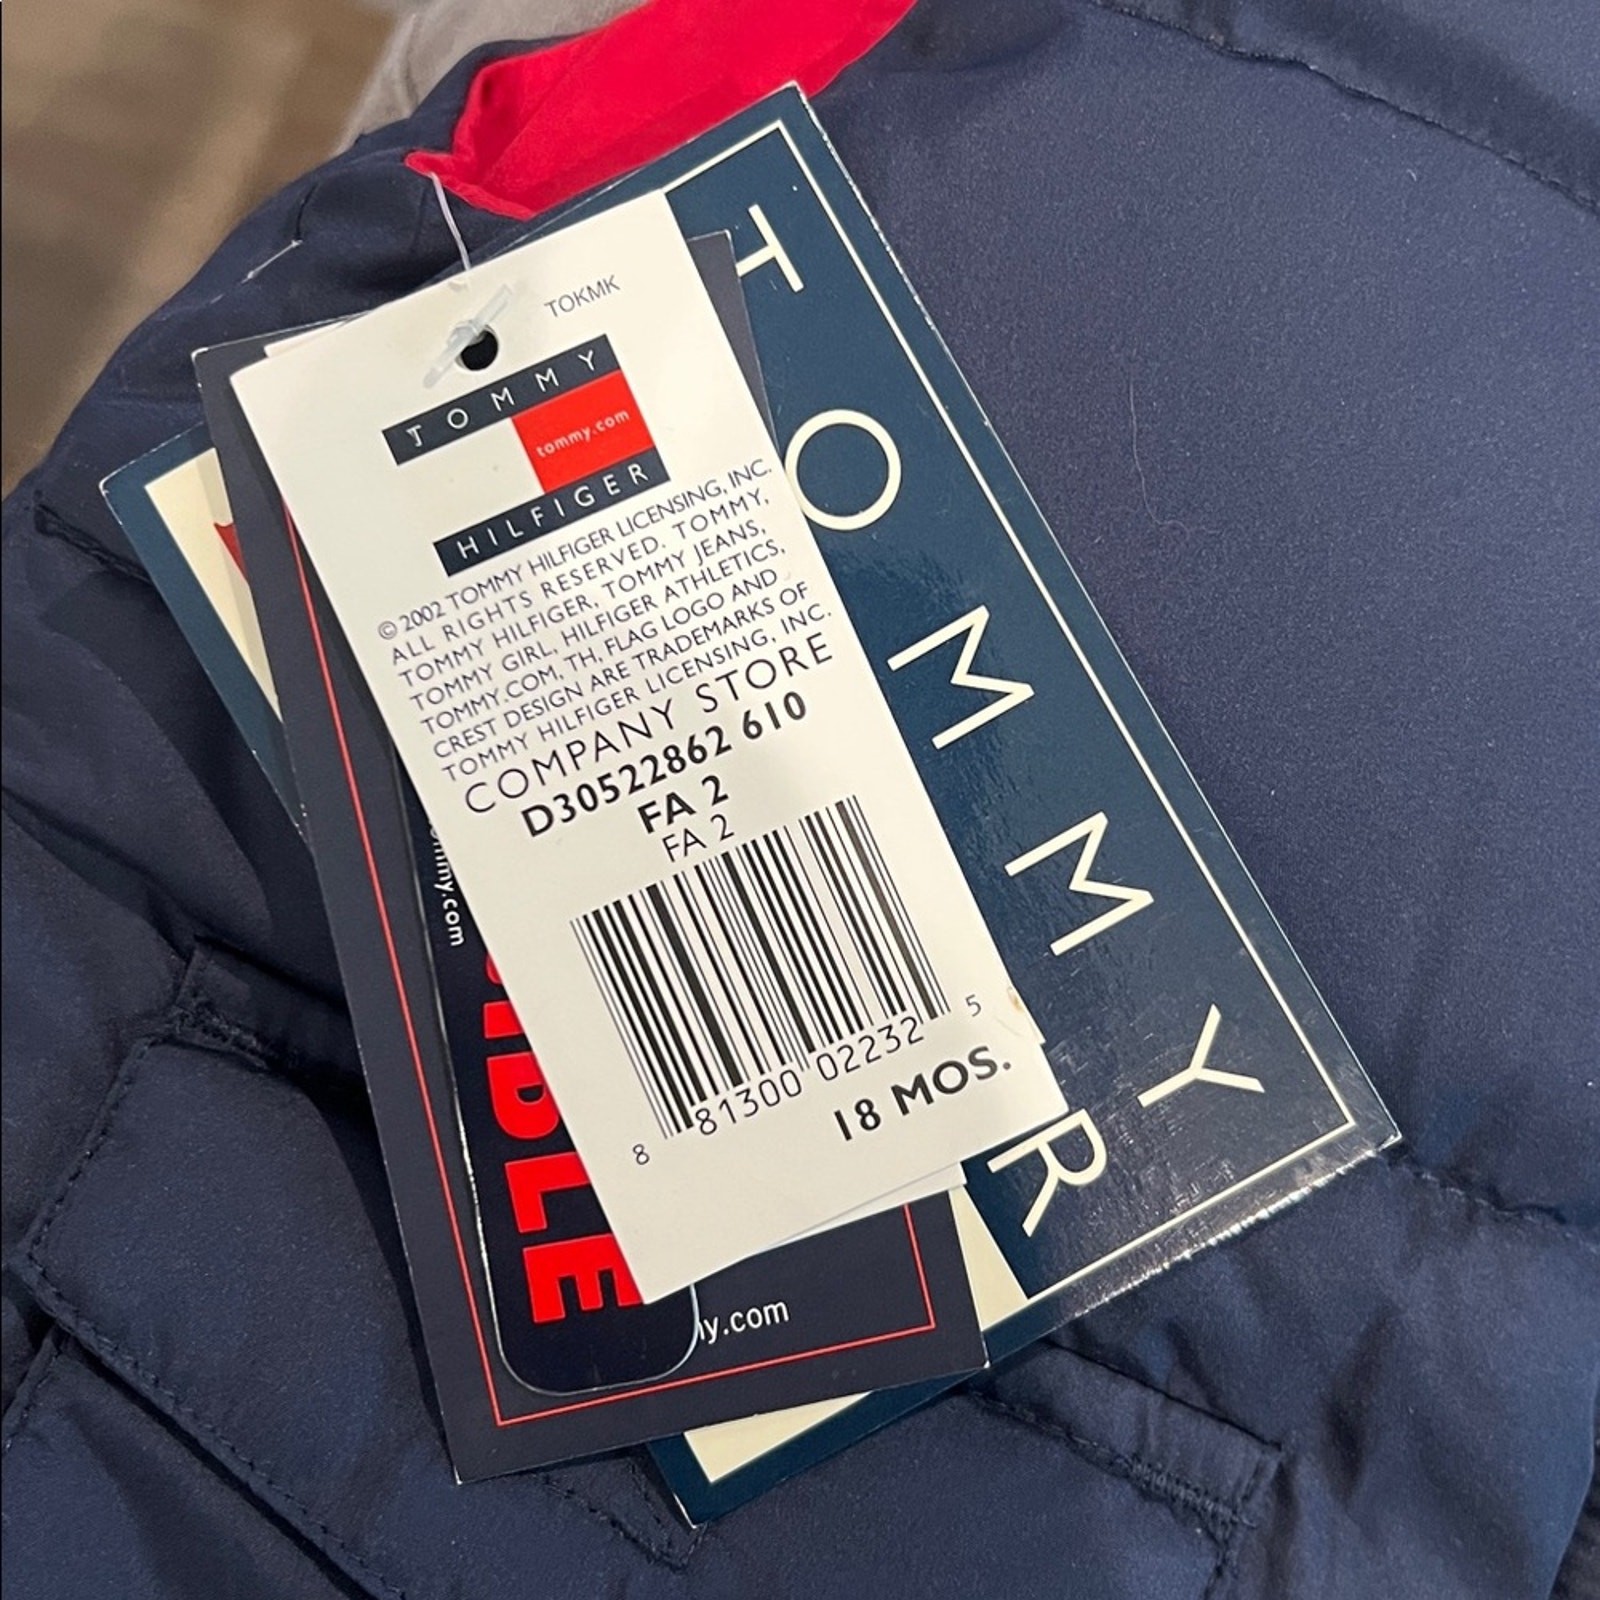 TOKMK
TOMMY
tommy.com
HILFIGER
©2002 TOMMY HILFIGER LICENSING, INC.
ALL RIGHTS RESERVED. TOMMY,
TOMMY HILFIGER, TOMMY JEANS,
TOMMY GIRL, HILFIGER ATHLETICS,
TOMMY.COM, TH, FLAG LOGO AND
CREST DESIGN ARE TRADEMARKS OF
TOMMY HILFIGER LICENSING, INC.
COMPANY STORE
D30522862 610
FA 2
FA 2
8 81300 02232 5
18 MOS.
TOMMY
R